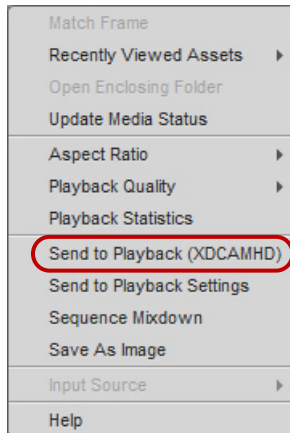 Match Frame
Recently Viewed Assets
Open Enclosing Folder
Update Media Status
Aspect Ratio
Playback Quality
Playback Statistics
Send to Playback (XDCAMHD)
Send to Playback Settings
Sequence Mixdown
Save As Image
Input Source
Help